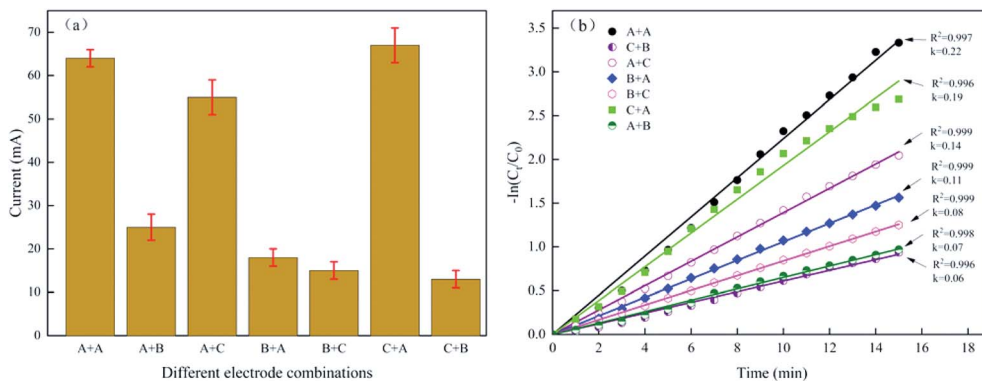 (a)
70
60
50
40
30
20
10
0
Current (mA)
A+A A+B A+C B+A B+C C+A C+B
Different electrode combinations
(b)
3.5
3.0
2.5
2.0
1.5
1.0
0.5
0.0
-In(Ct/C0)
A+A
C+B
A+C
B+A
B+C
C+A
A+B
R²=0.997
k=0.22
R²=0.996
k=0.19
R²=0.999
k=0.14
R²=0.999
k=0.11
R²=0.999
k=0.08
R²=0.998
k=0.07
R²=0.996
k=0.06
0 2 4 6 8 10 12 14 16 18
Time (min)